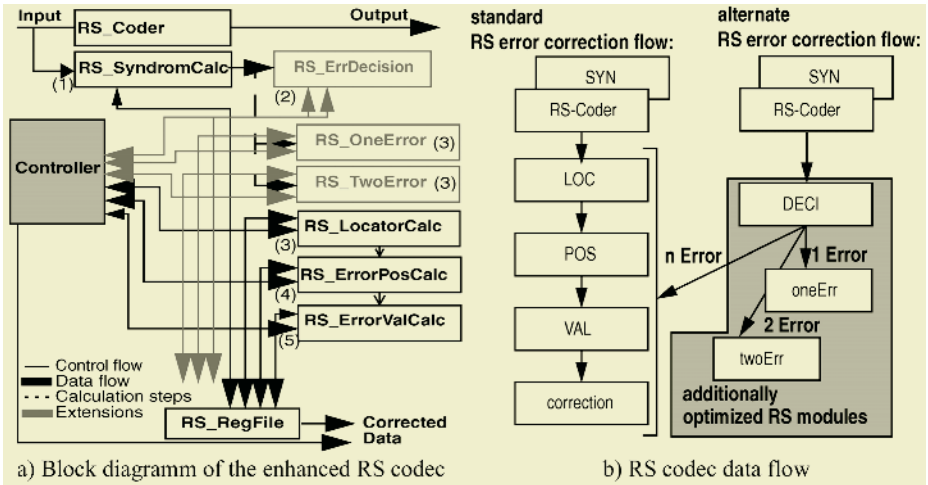 Input
Output
RS_Coder
RS_SyndromCalc
(1)
RS_ErrDecision
(2)
RS_OneError (3)
Controller
RS_TwoError (3)
RS_LocatorCalc
(3)
RS_ErrorPosCalc
(4)
RS_ErrorValCalc
(5)
Control flow
Data flow
Calculation steps
Extensions
RS_RegFile
Corrected
Data
a) Block diagramm of the enhanced RS codec
standard
RS error correction flow:
SYN
RS-Coder
LOC
POS
VAL
correction
alternate
RS error correction flow:
SYN
RS-Coder
DECI
n Error
1 Error
oneErr
2 Error
twoErr
additionally
optimized RS modules
b) RS codec data flow